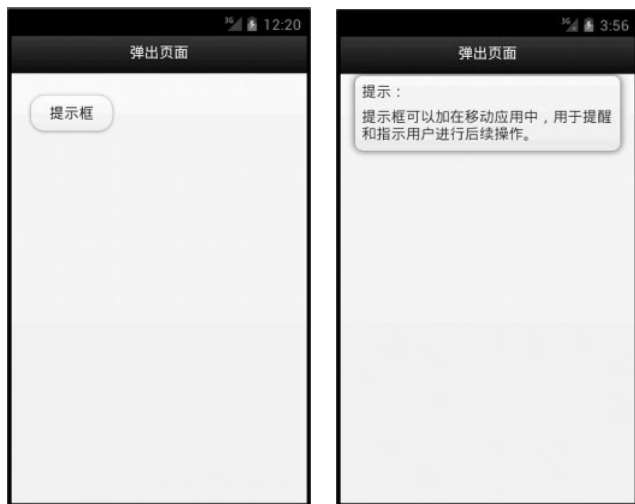 3G 12:20
弹出页面
提示框
3G 3:56
弹出页面
提示：
提示框可以加在移动应用中，用于提醒
和指示用户进行后续操作。